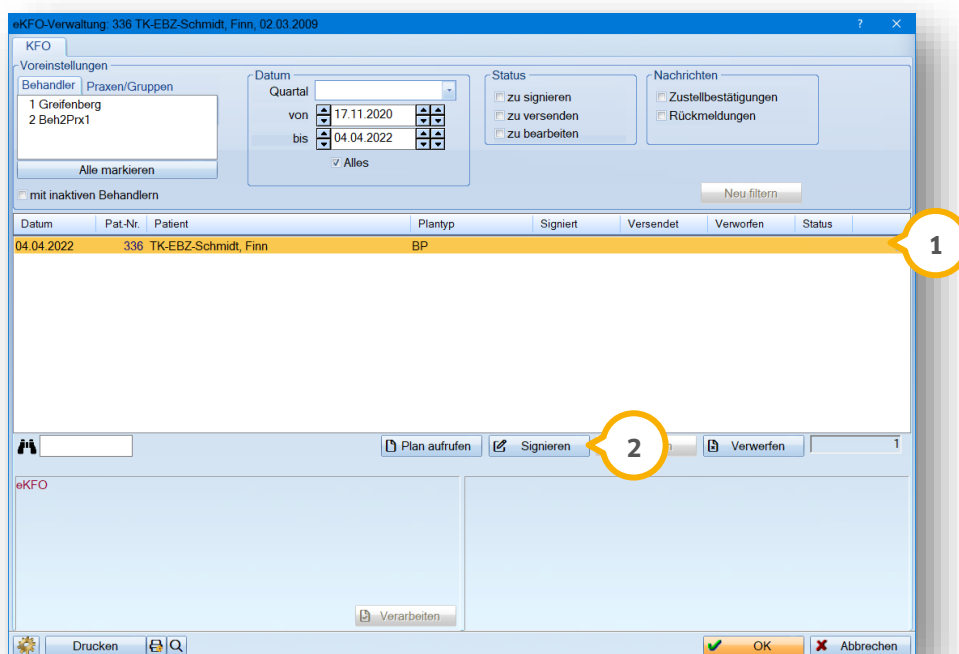 eKFO-Verwaltung: 336 TK-EBZ-Schmidt, Finn, 02.03.2009 ?
KFO
Voreinstellungen
Behandler Praxen/Gruppen
1 Greifenberg
2 Beh2Prx1
Alle markieren
mit inaktiven Behandlern
Datum
Quartal
von 17.11.2020
bis 04.04.2022
Alles
Status
zu signieren
zu versenden
zu bearbeiten
Nachrichten
Zustellbestätigungen
Rückmeldungen
Neu filtern
Datum Pat-Nr. Patient Plantyp Signiert Versendet Verworfen Status
04.04.2022 336 TK-EBZ-Schmidt, Finn BP
1
Plan aufrufen Signieren 2 Verwerfen 1
eKFO
Verarbeiten
Drucken OK Abbrechen